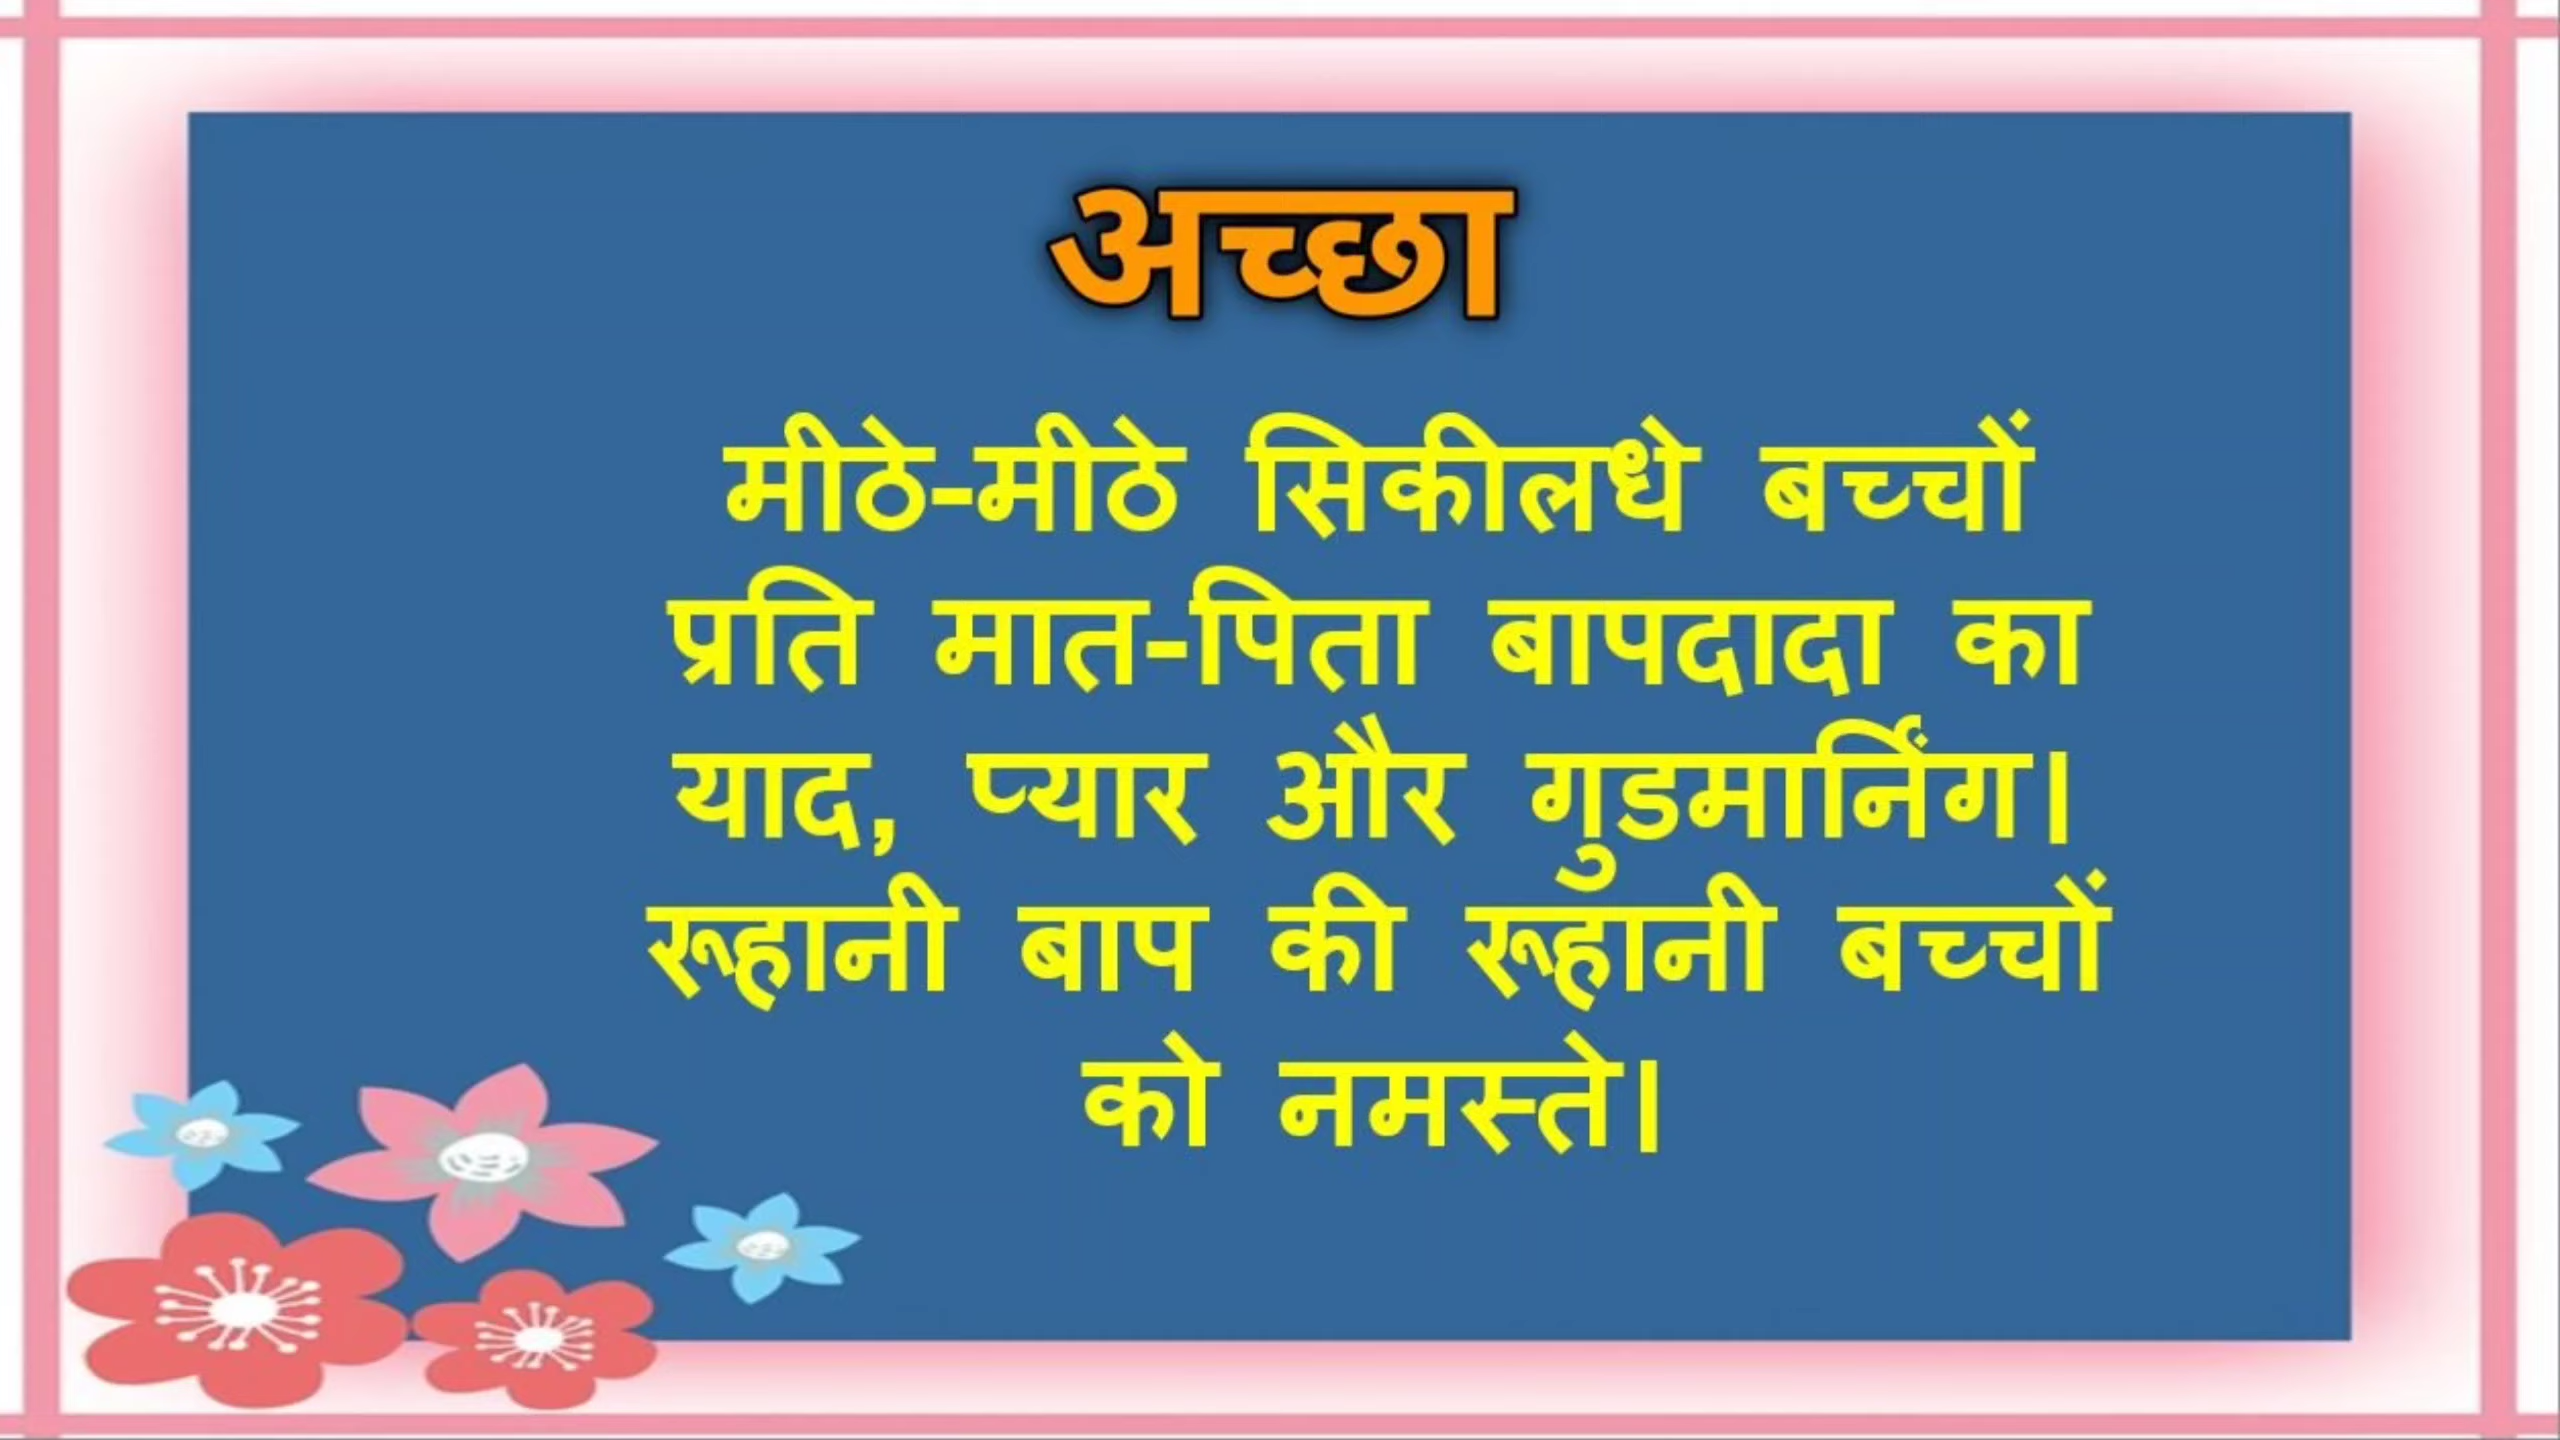 अच्छा
मीठे-मीठे सिकीलधे बच्चों
प्रति मात-पिता बापदादा का
याद, प्यार और गुडमार्निंग।
रूहानी बाप की रूहानी बच्चों
को नमस्ते।